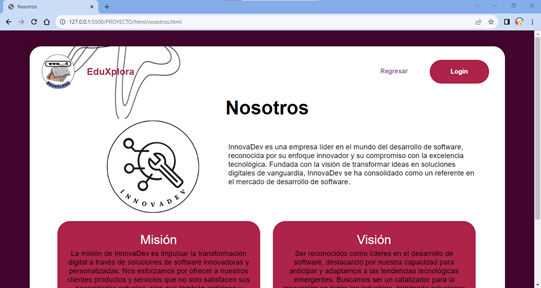 Nosotros
127.0.0.1:5500/PROYECTO/html/nosotros.html
EduXplora
Regresar
Login
Nosotros
InnovaDev es una empresa líder en el mundo del desarrollo de software,
reconocida por su enfoque innovador y su compromiso con la excelencia
tecnológica. Fundada con la visión de transformar ideas en soluciones
digitales de vanguardia, InnovaDev se ha consolidado como un referente en
el mercado de desarrollo de software.
INNOVADEV
Misión
La misión de InnovaDev es impulsar la transformación
digital a través de soluciones de software innovadoras y
personalizadas. Nos esforzamos por ofrecer a nuestros
clientes productos y servicios que no solo satisfacen sus
Visión
Ser reconocidos como líderes en el desarrollo de
software, destacando por nuestra capacidad para
anticipar y adaptarnos a las tendencias tecnológicas
emergentes. Buscamos ser un catalizador para la